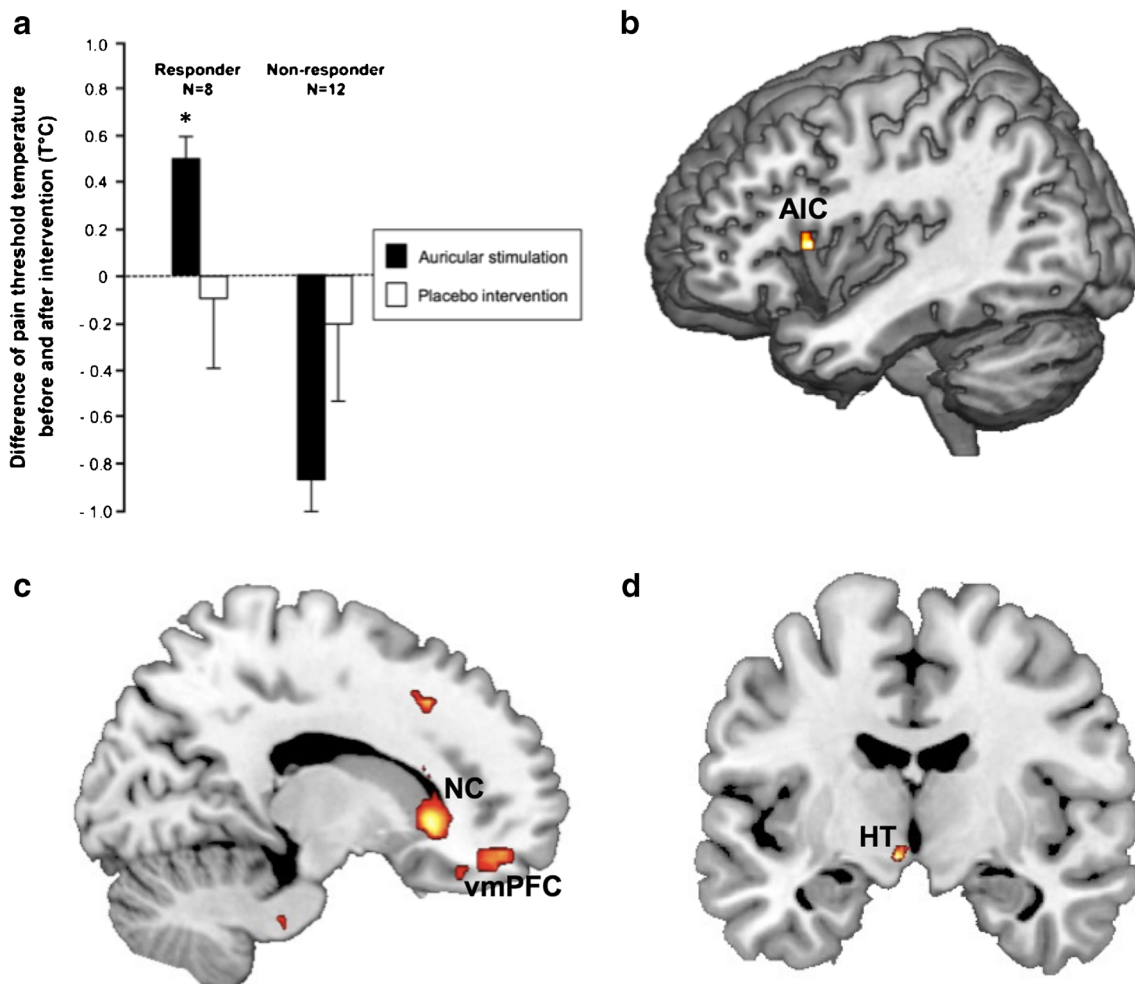 a
Difference of pain threshold temperature
before and after intervention (T°C)
1.0
0.8
0.6
0.4
0.2
0
- 0.2
- 0.4
- 0.6
- 0.8
- 1.0
Responder
N=8
*
Non-responder
N=12
Auricular stimulation
Placebo intervention
b
AIC
c
NC
vmPFC
d
HT